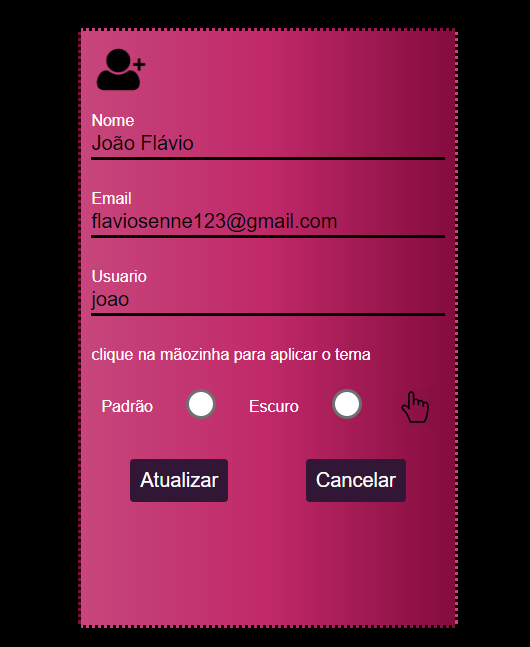 Nome
João Flávio
Email
flaviosenne123@gmail.com
Usuario
joao
clique na mãozinha para aplicar o tema
Padrão Escuro
Atualizar Cancelar